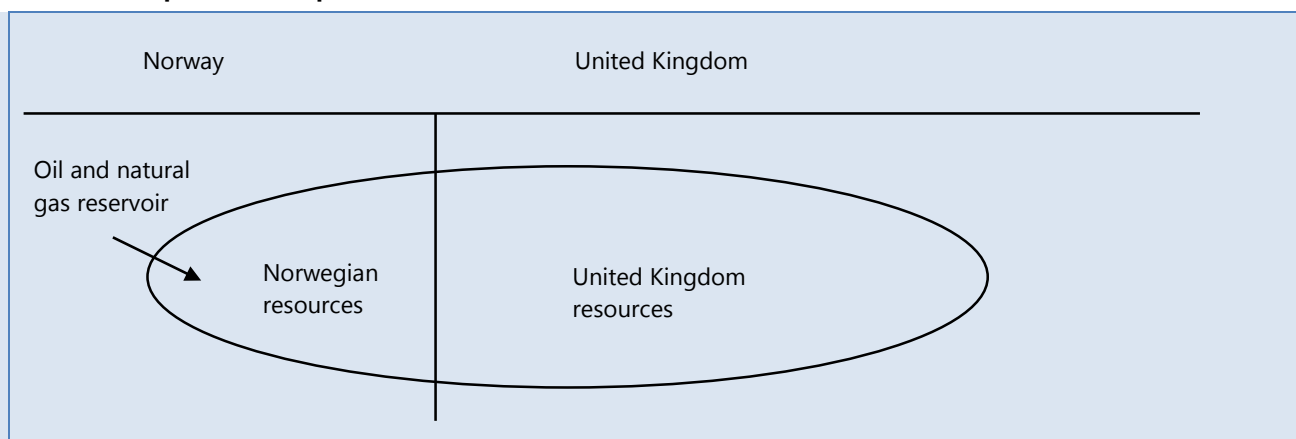 Norway
United Kingdom
Oil and natural
gas reservoir
Norwegian
resources
United Kingdom
resources